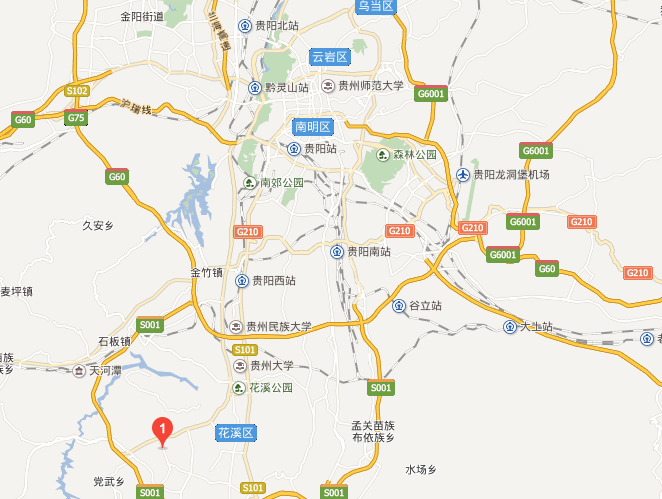 乌当区
金阳街道
贵阳北站
云岩区
黔灵山站
贵州师范大学
S102
G6001
沪瑞线
G60
G75
南明区
贵阳站
森林公园
G6001
G60
南郊公园
贵阳龙洞堡机场
久安乡
G210
G210
G210
G6001
G210
贵阳南站
G6001
G60
G210
金竹镇
贵阳西站
麦坪镇
谷立站
S001
贵州民族大学
大土站
石板镇
老
S101
苗族
乡
天河潭
贵州大学
花溪公园
S001
1
花溪区
孟关苗族
布依族乡
水场乡
党武乡
S001
S101
S001